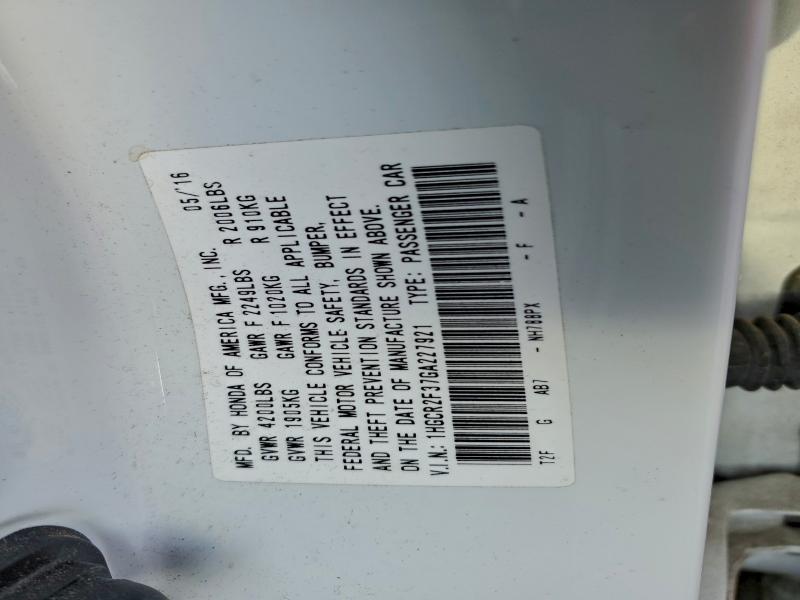 MFD. BY HONDA OF AMERICA MFG., INC. 05/'16
GVWR 4200LBS GAWR F 2249LBS R 2006LBS
GVWR 1905KG GAWR F 1020KG R 910KG
THIS VEHICLE CONFORMS TO ALL APPLICABLE
FEDERAL MOTOR VEHICLE SAFETY, BUMPER,
AND THEFT PREVENTION STANDARDS IN EFFECT
ON THE DATE OF MANUFACTURE SHOWN ABOVE.
V.I.N.: 1HGCR2F37GA227921 TYPE: PASSENGER CAR
T2F G AB7 - NH788PX - F - A